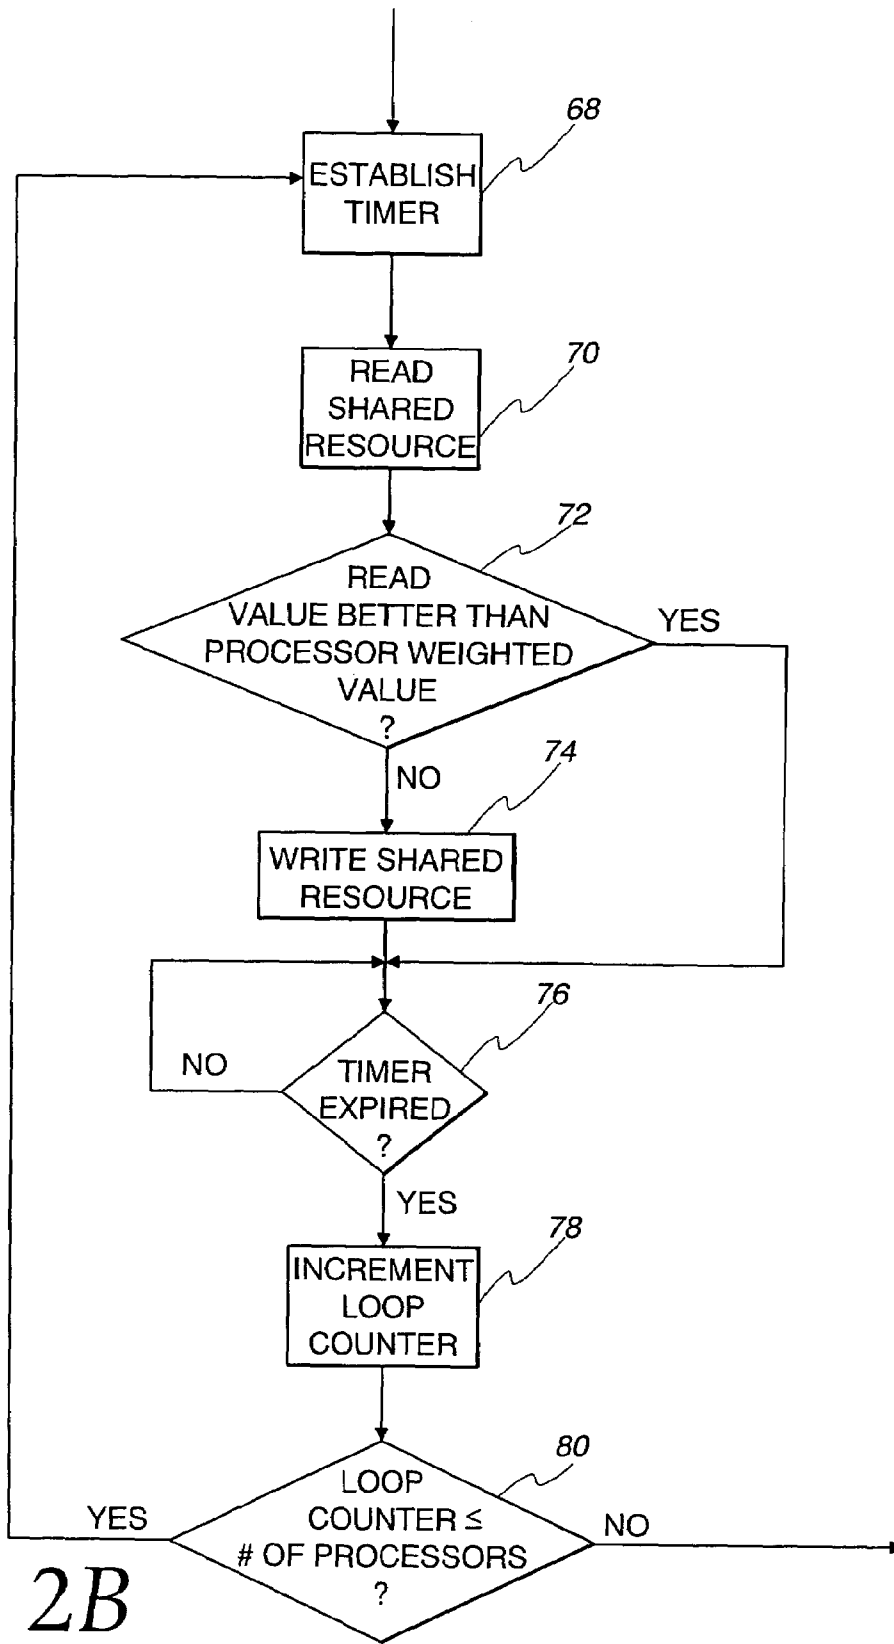 68
ESTABLISH
TIMER
70
READ
SHARED
RESOURCE
72
READ
VALUE BETTER THAN
PROCESSOR WEIGHTED
VALUE
?
YES
NO
74
WRITE SHARED
RESOURCE
76
NO
TIMER
EXPIRED
?
YES
78
INCREMENT
LOOP
COUNTER
80
LOOP
COUNTER ≤
# OF PROCESSORS
?
YES
NO
2B